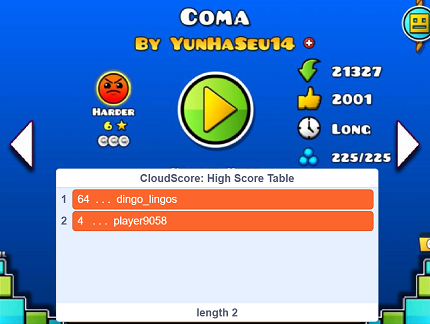 Coma
By YunHaSeu14
21327
Harder
2001
6
Long
225/225
CloudScore: High Score Table
1 64 ... dingo_lingos
2 4 ... player9058
length 2